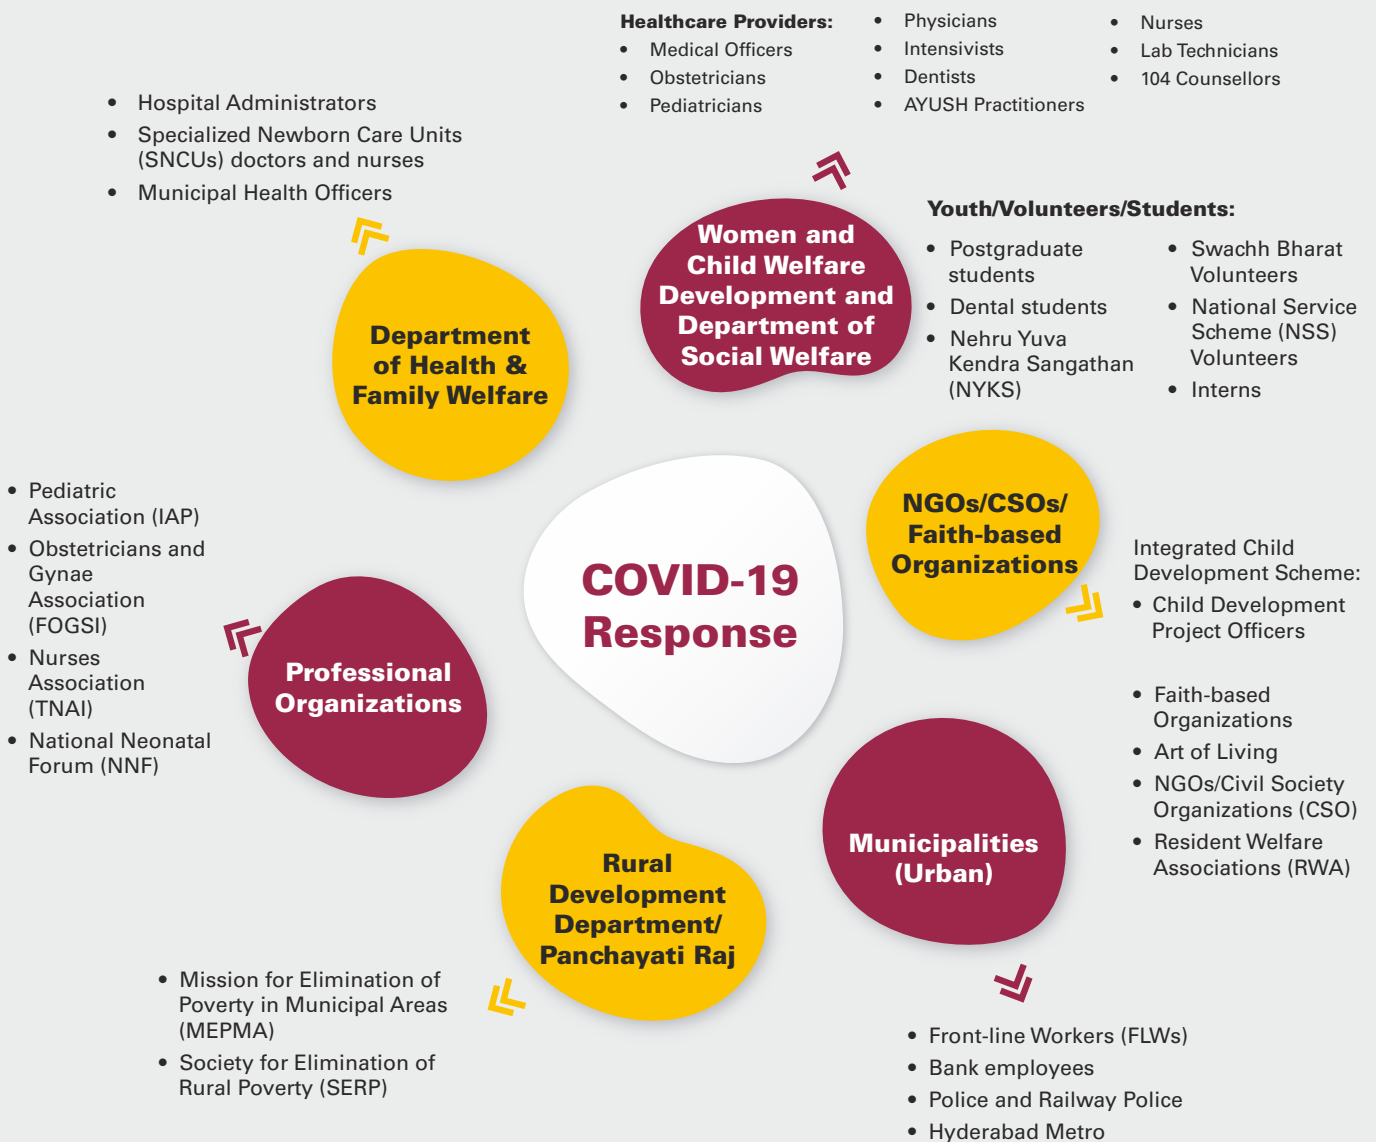 Healthcare Providers:
• Medical Officers
• Obstetricians
• Pediatricians
• Physicians
• Intensivists
• Dentists
• AYUSH Practitioners
• Nurses
• Lab Technicians
• 104 Counsellors
• Hospital Administrators
• Specialized Newborn Care Units
(SNCUs) doctors and nurses
• Municipal Health Officers
Women and
Child Welfare
Development and
Department of
Social Welfare
Youth/Volunteers/Students:
• Postgraduate
students
• Dental students
• Nehru Yuva
Kendra Sangathan
(NYKS)
• Swachh Bharat
Volunteers
• National Service
Scheme (NSS)
Volunteers
• Interns
Department
of Health &
Family Welfare
NGOs/CSOs/
Faith-based
Organizations
Integrated Child
Development Scheme:
• Child Development
Project Officers
• Faith-based
Organizations
• Art of Living
• NGOs/Civil Society
Organizations (CSO)
• Resident Welfare
Associations (RWA)
COVID-19
Response
• Pediatric
Association (IAP)
• Obstetricians and
Gynae
Association
(FOGSI)
• Nurses
Association
(TNAI)
• National Neonatal
Forum (NNF)
Professional
Organizations
Municipalities
(Urban)
Rural
Development
Department/
Panchayati Raj
• Mission for Elimination of
Poverty in Municipal Areas
(MEPMA)
• Society for Elimination of
Rural Poverty (SERP)
• Front-line Workers (FLWs)
• Bank employees
• Police and Railway Police
• Hyderabad Metro